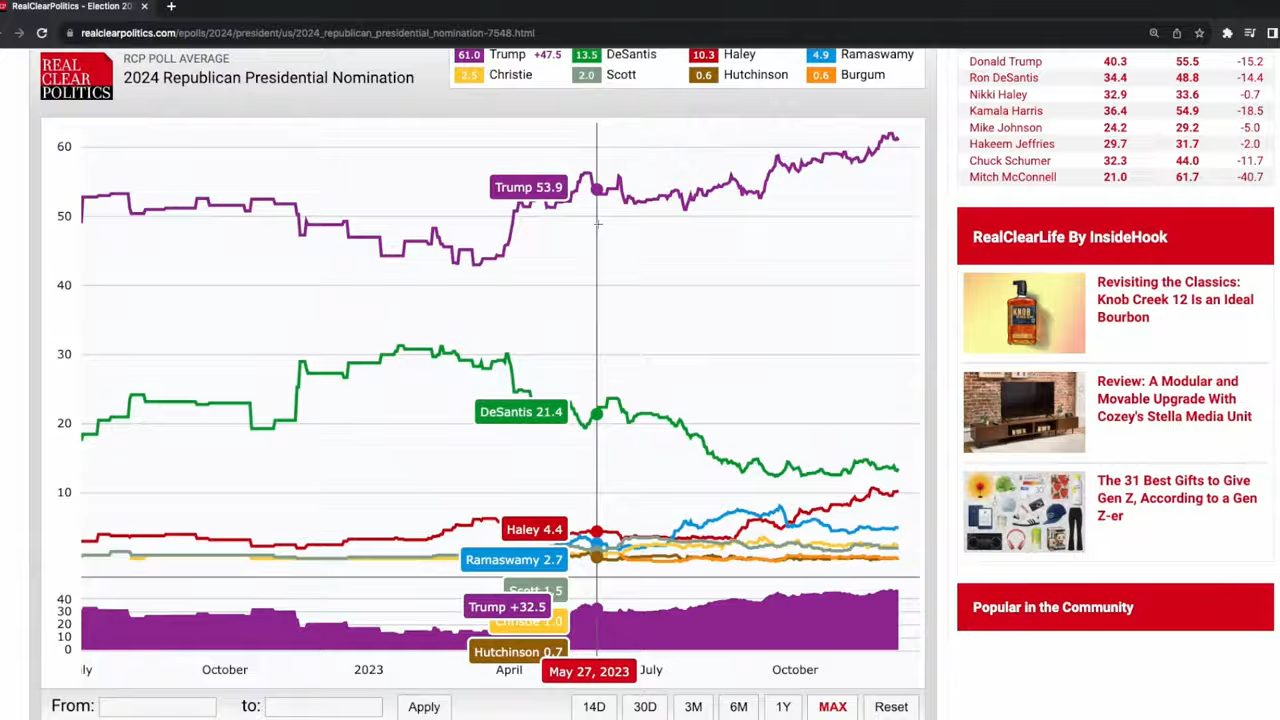 RealClearPolitics - Election 20
realclearpolitics.com/epolls/2024/president/us/2024_republican_presidential_nomination-7548.html
REAL CLEAR POLITICS
RCP POLL AVERAGE
2024 Republican Presidential Nomination
61.0 Trump +47.5 13.5 DeSantis 10.3 Haley 4.9 Ramaswamy
2.5 Christie 2.0 Scott 0.6 Hutchinson 0.6 Burgum
60
50
40
30
20
10
Trump 53.9
DeSantis 21.4
Haley 4.4
Ramaswamy 2.7
Scott 1.5
Trump +32.5
Christie 1.0
Hutchinson 0.7
40
30
20
10
0
October 2023 April May 27, 2023 July October
From: to: Apply 14D 30D 3M 6M 1Y MAX Reset
Donald Trump 40.3 55.5 -15.2
Ron DeSantis 34.4 48.8 -14.4
Nikki Haley 32.9 33.6 -0.7
Kamala Harris 36.4 54.9 -18.5
Mike Johnson 24.2 29.2 -5.0
Hakeem Jeffries 29.7 31.7 -2.0
Chuck Schumer 32.3 44.0 -11.7
Mitch McConnell 21.0 61.7 -40.7
RealClearLife By InsideHook
Revisiting the Classics:
Knob Creek 12 Is an Ideal
Bourbon
Review: A Modular and
Movable Upgrade With
Cozey's Stella Media Unit
The 31 Best Gifts to Give
Gen Z, According to a Gen
Z-er
Popular in the Community